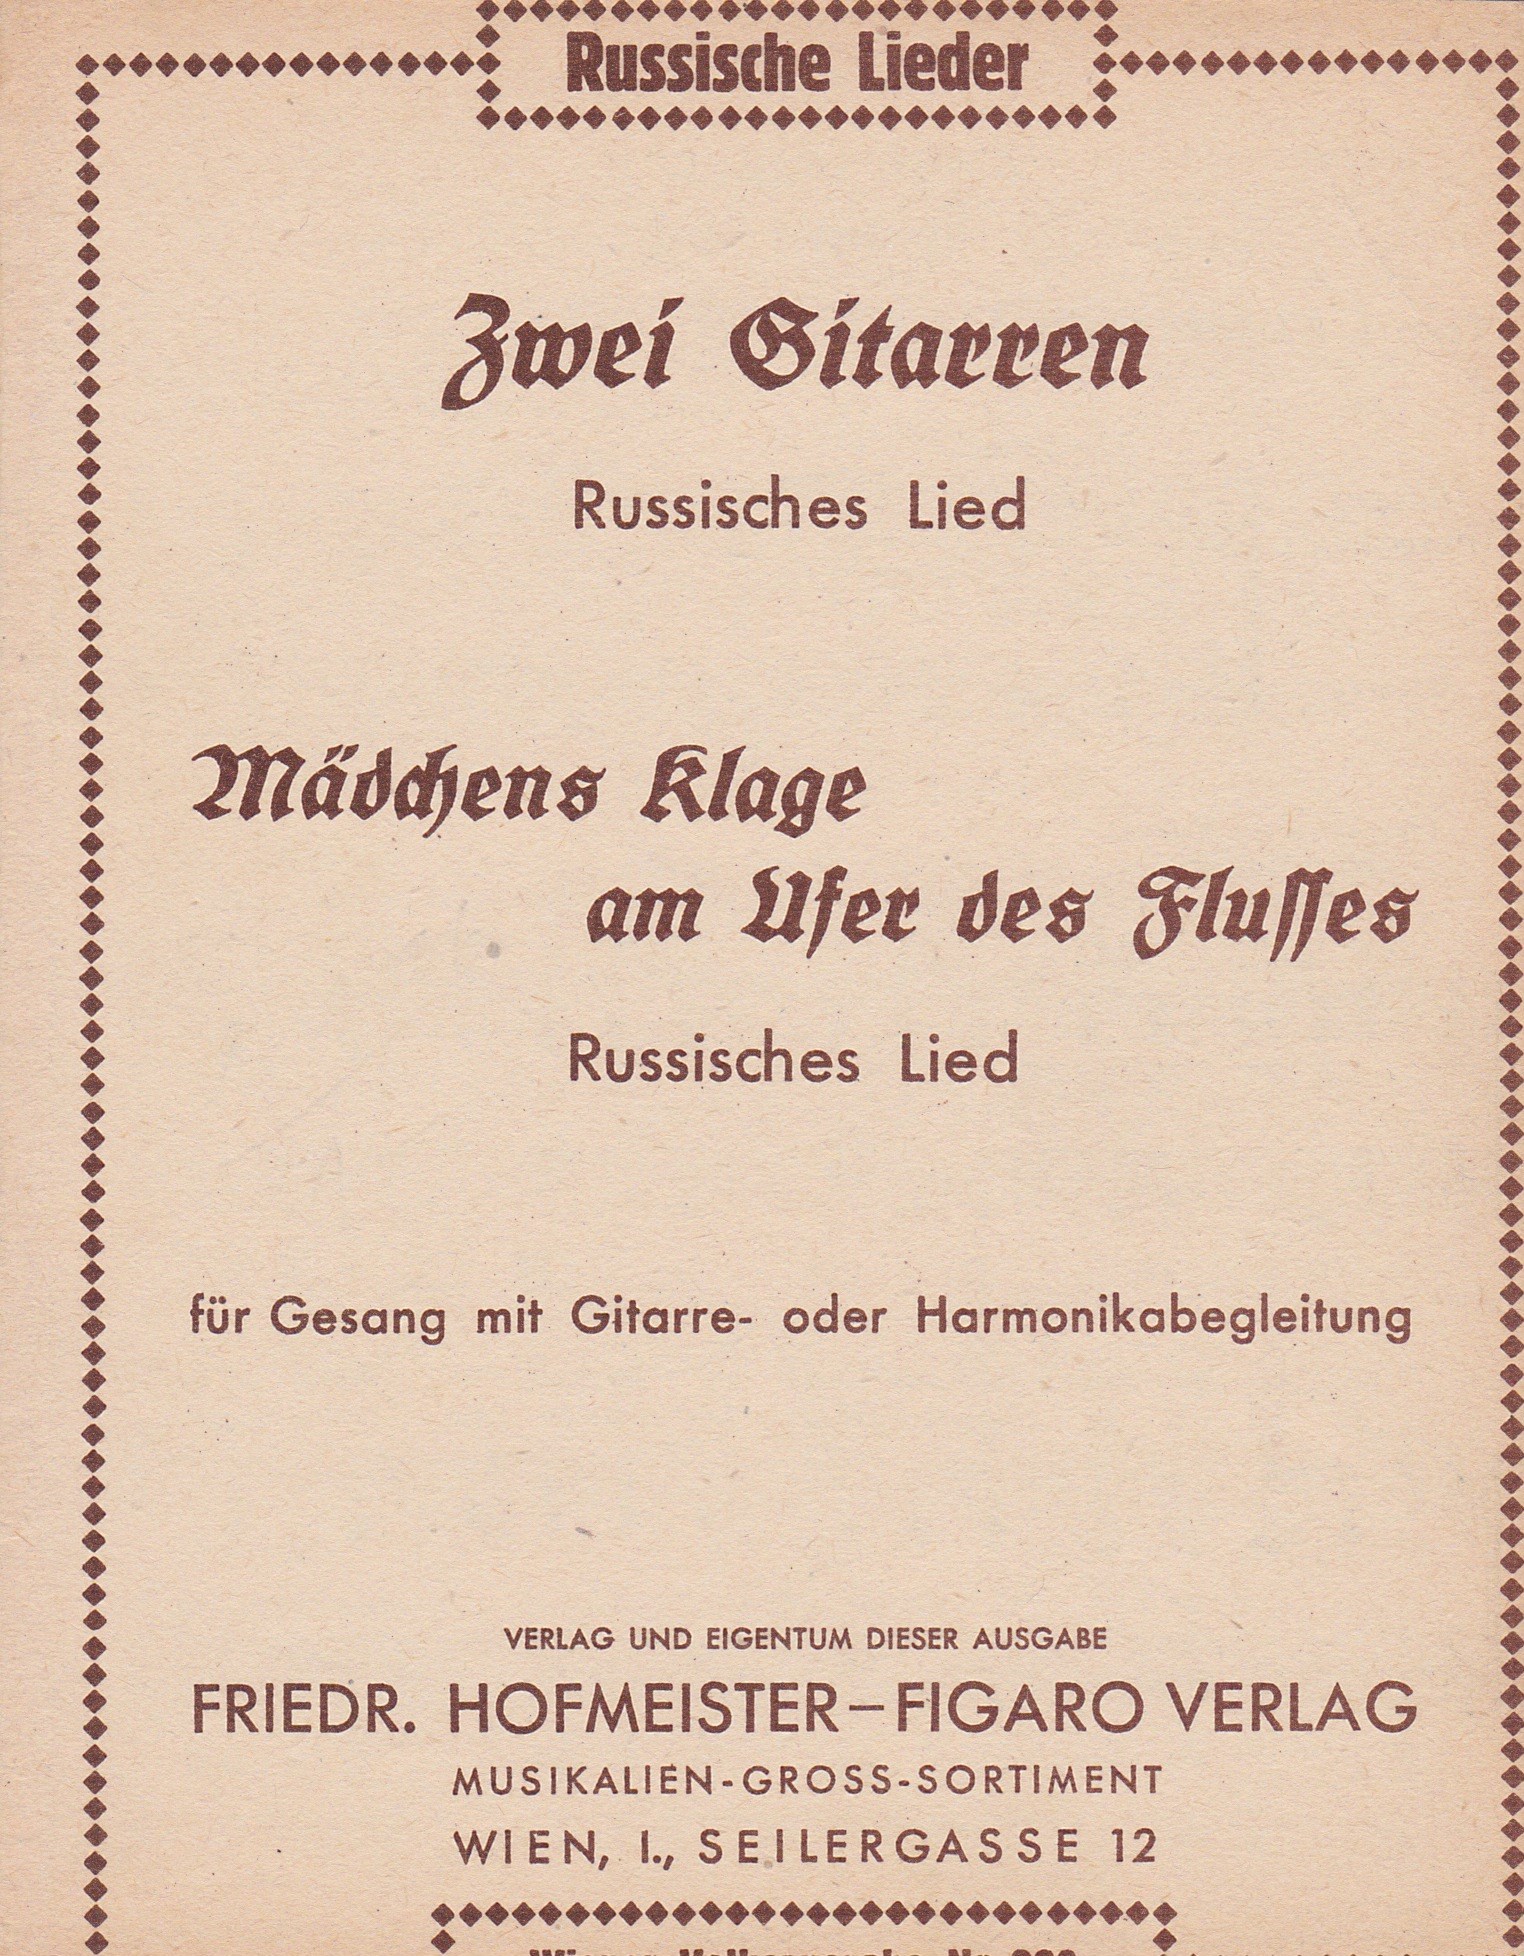 Russische Lieder
Zwei Gitarren
Russisches Lied
Mädchens Klage
am Ufer des Flusses
Russisches Lied
für Gesang mit Gitarre- oder Harmonikabegleitung
VERLAG UND EIGENTUM DIESER AUSGABE
FRIEDR. HOFMEISTER–FIGARO VERLAG
MUSIKALIEN-GROSS-SORTIMENT
WIEN, I., SEILERGASSE 12